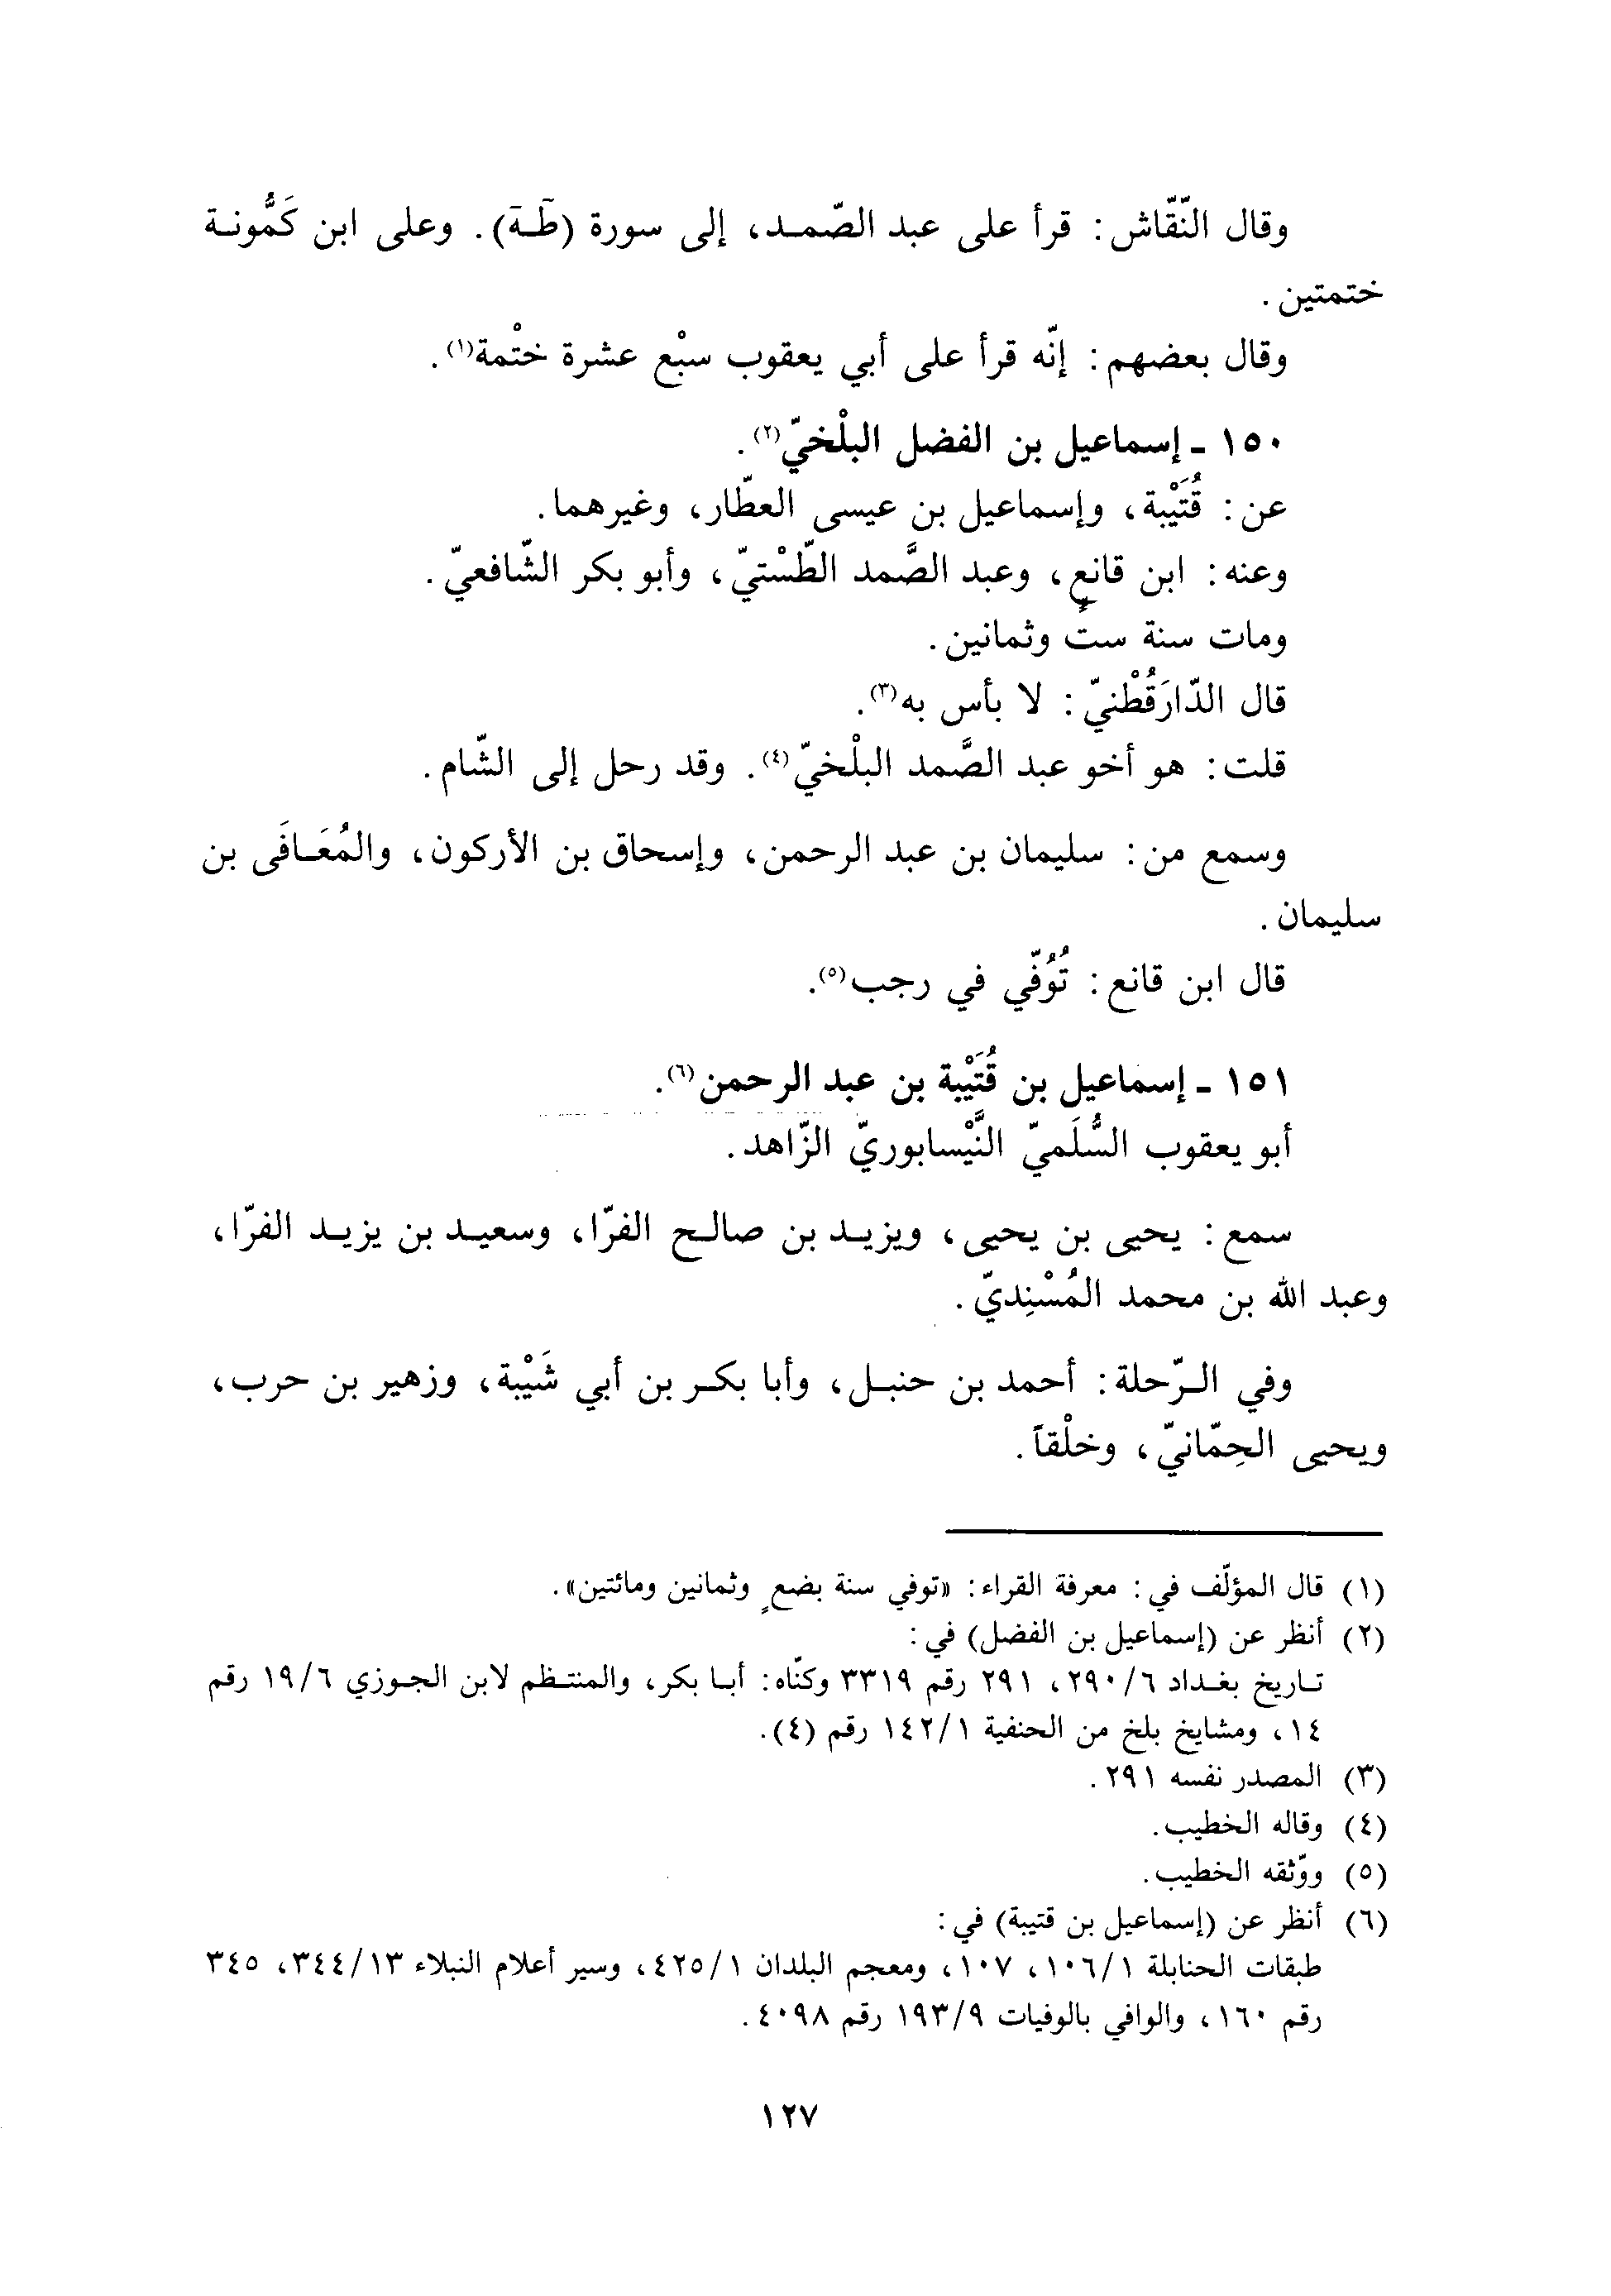 وقال النّقّاش: قرأ على عبد الصّمد، إلى سورة (طَهَ). وعلى ابن كَمُّونة
ختمتين.
وقال بعضهم: إنّه قرأ على أبي يعقوب سبْع عشرة ختْمة(١).
١٥٠ ـ إسماعيل بن الفضل البلْخيّ(٢).
عن: قُتَيْبة، وإسماعيل بن عيسى العطّار، وغيرهما.
وعنه: ابن قانعٍ، وعبد الصَّمد الطّسْتيّ، وأبو بكر الشّافعيّ.
ومات سنة ستٍّ وثمانين.
قال الدّارَقُطْنيّ: لا بأس به(٣).
قلت: هو أخو عبد الصَّمد البلْخيّ(٤). وقد رحل إلى الشّام.
وسمع من: سليمان بن عبد الرحمن، وإسحاق بن الأركون، والمُعَافَى بن
سليمان.
قال ابن قانع: تُوُفّي في رجب(٥).
١٥١ ـ إسماعيل بن قُتَيْبة بن عبد الرحمن(٦).
أبو يعقوب السُّلَميّ النَّيْسابوريّ الزّاهد.
سمع: يحيى بن يحيى، ويزيد بن صالح الفرّا، وسعيد بن يزيد الفرّا،
وعبد الله بن محمد المُسْنِديّ.
وفي الرّحلة: أحمد بن حنبل، وأبا بكر بن أبي شَيْبة، وزهير بن حرب،
ويحيى الحِمّانيّ، وخلْقاً.
(١) قال المؤلّف في: معرفة القراء: «توفي سنة بضعٍ وثمانين ومائتين».
(٢) أنظر عن (إسماعيل بن الفضل) في:
تاريخ بغداد ٢٩٠/٦، ٢٩١ رقم ٣٣١٩ وكنّاه: أبا بكر، والمنتظم لابن الجوزي ١٩/٦ رقم
١٤، ومشايخ بلخ من الحنفية ١٤٢/١ رقم (٤).
(٣) المصدر نفسه ٢٩١.
(٤) وقاله الخطيب.
(٥) ووّثقه الخطيب.
(٦) أنظر عن (إسماعيل بن قتيبة) في:
طبقات الحنابلة ١٠٦/١، ١٠٧، ومعجم البلدان ٤٢٥/١، وسير أعلام النبلاء ٣٤٤/١٣، ٣٤٥
رقم ١٦٠، والوافي بالوفيات ١٩٣/٩ رقم ٤٠٩٨.
١٢٧